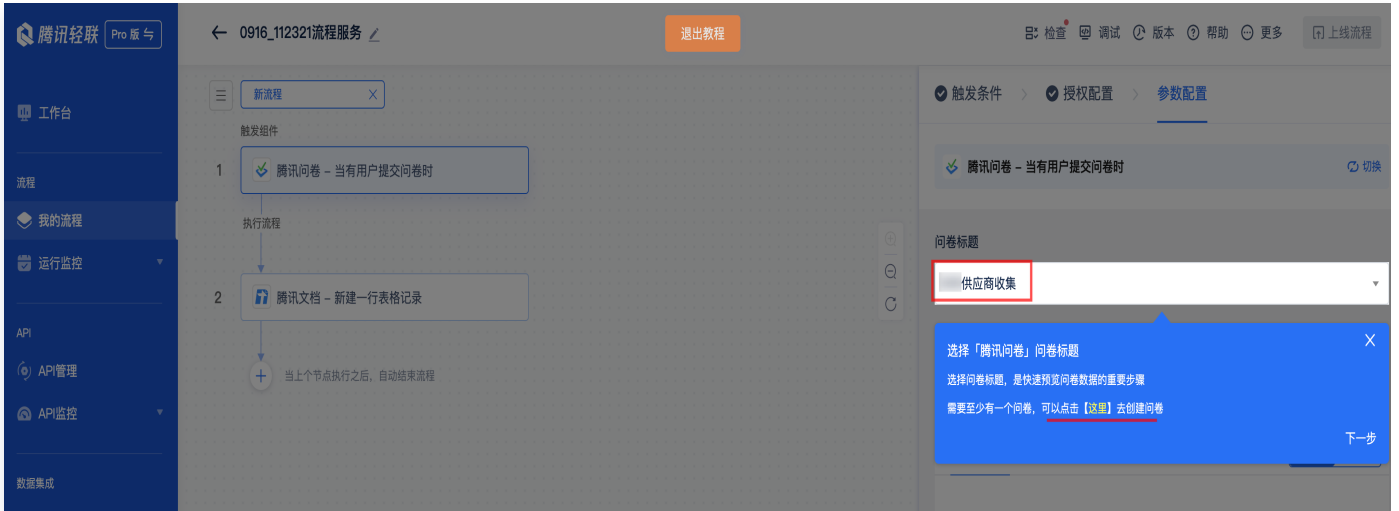 腾讯轻联 Pro 版
0916_112321流程服务
退出教程
检查 调试 版本 帮助 更多 上线流程
工作台
流程
我的流程
运行监控
API
API管理
API监控
数据集成
新流程
触发组件
1 腾讯问卷 – 当有用户提交问卷时
执行流程
2 腾讯文档 – 新建一行表格记录
当上个节点执行之后，自动结束流程
触发条件 授权配置 参数配置
腾讯问卷 – 当有用户提交问卷时 切换
问卷标题
供应商收集
选择「腾讯问卷」问卷标题
选择问卷标题，是快速预览问卷数据的重要步骤
需要至少有一个问卷，可以点击【这里】去创建问卷
下一步